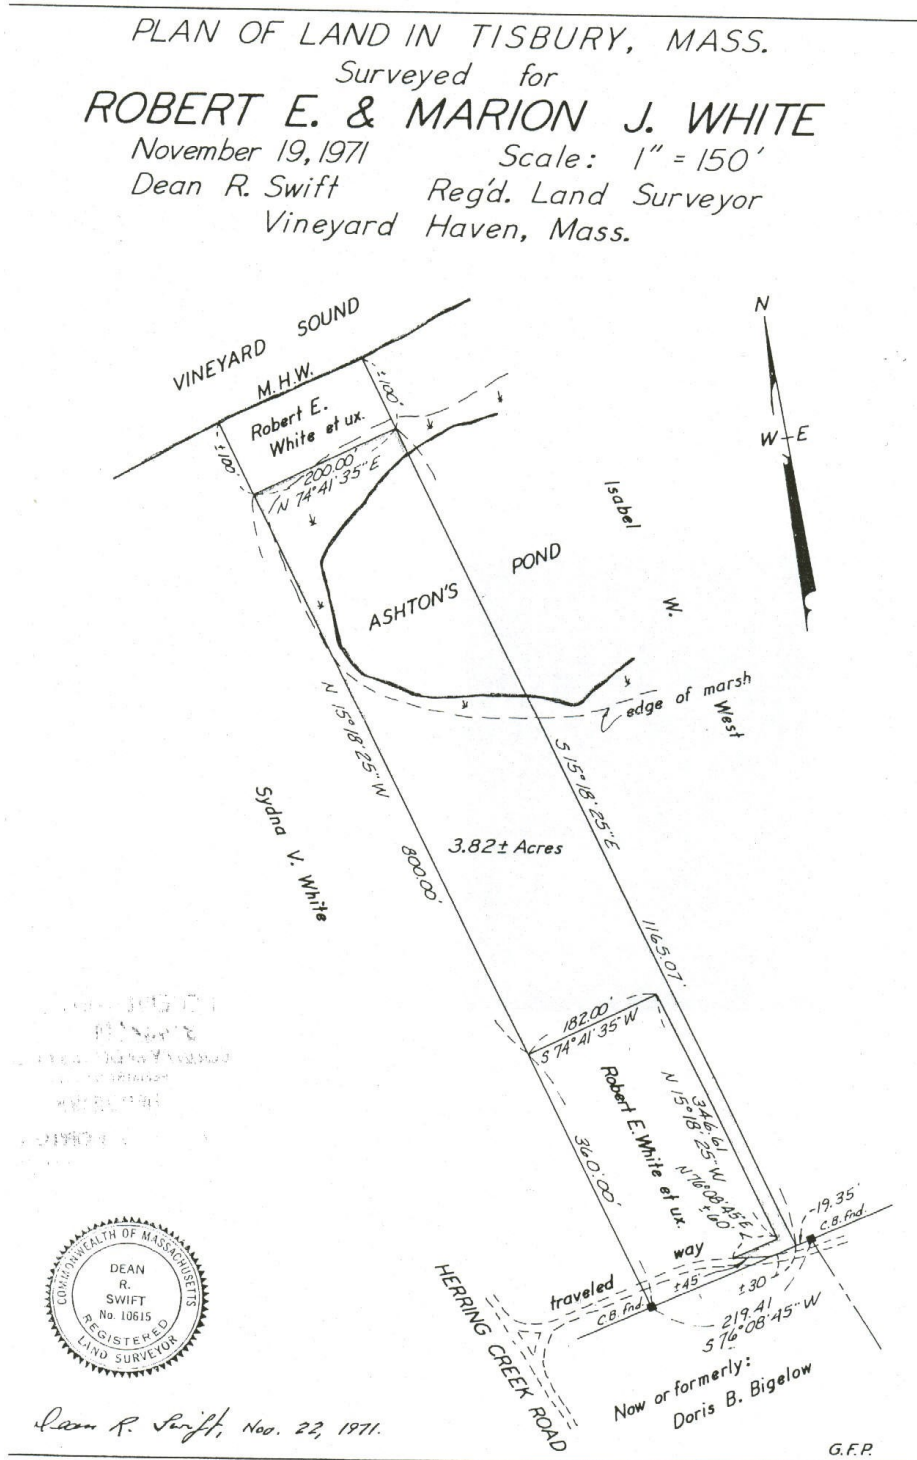 PLAN OF LAND IN TISBURY, MASS.
Surveyed for
ROBERT E. & MARION J. WHITE
November 19, 1971 Scale: 1" = 150'
Dean R. Swift Reg'd. Land Surveyor
Vineyard Haven, Mass.
VINEYARD SOUND
M.H.W.
N
W E
±100'
Robert E.
White et ux.
±100'
200.00'
N 74° 41' 35" E
Isabel
W.
West
ASHTON'S POND
edge of marsh
N 15° 18' 25" W
800.00'
S 15° 18' 25" E
1165.07'
Sydna V. White
3.82± Acres
182.00'
S 74° 41' 35" W
Robert E. White et ux.
346.61
N 15° 18' 25" W
N 76° 08' 45" E
±60'
360.00'
19.35'
C.B. Fnd.
traveled way
±45'
±30
C.B. Fnd.
219.41
S 76° 08' 45" W
HERRING CREEK ROAD
Now or formerly:
Doris B. Bigelow
COMMONWEALTH OF MASSACHUSETTS
DEAN
R.
SWIFT
No. 10615
REGISTERED
LAND SURVEYOR
Dean R. Swift, Nov. 22, 1971.
G.F.P.